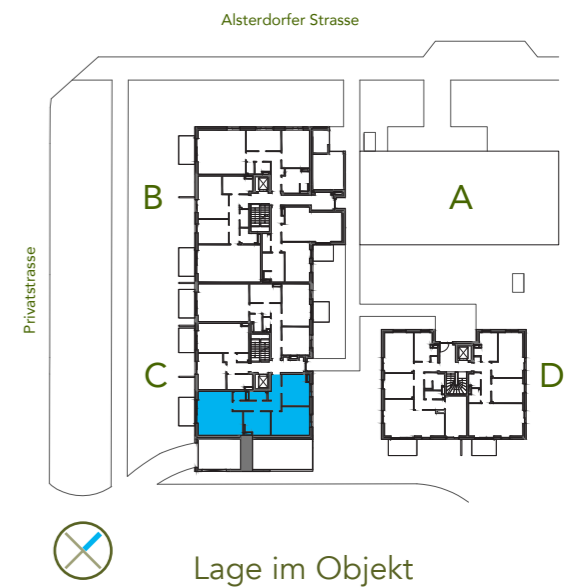 Alsterdorfer Strasse
B
A
Privatstrasse
C
D
Lage im Objekt